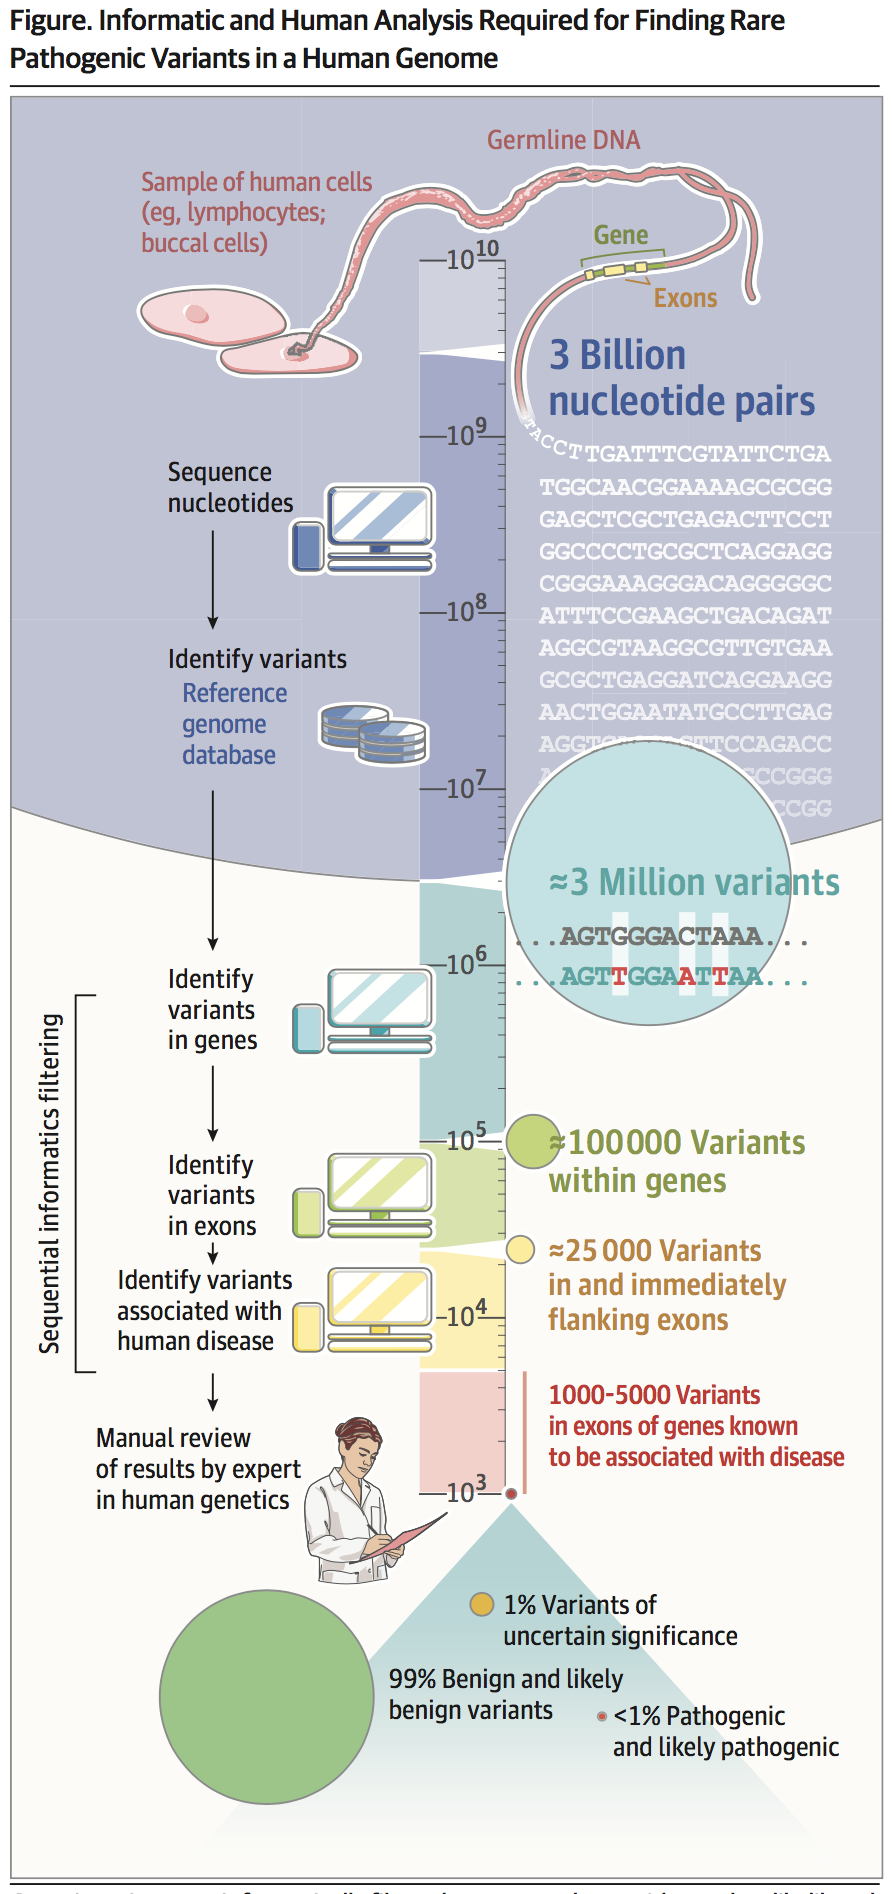 Figure. Informatic and Human Analysis Required for Finding Rare
Pathogenic Variants in a Human Genome
Germline DNA
Sample of human cells
(eg, lymphocytes;
buccal cells)
Gene
Exons
10^10
3 Billion
nucleotide pairs
10^9
TACCTTGATTTCGTATTCTGA
TGGCAACGGAAAAGCGCGG
GAGCTCGCTGAGACTTCCT
GGCCCCTGCGCTCAGGAGG
CGGGAAAGGGACAGGGGGC
ATTTCCGAAGCTGACAGAT
AGGCGTAAGGCGTTGTGAA
GCGCTGAGGATCAGGAAGG
AACTGGAATATGCCTTGAG
Sequence
nucleotides
10^8
Identify variants
Reference
genome
database
10^7
≈3 Million variants
...AGTGGGACTAAA...
...AGTTGGAATTAA...
10^6
Sequential informatics filtering
Identify
variants
in genes
10^5
≈100 000 Variants
within genes
Identify
variants
in exons
≈25 000 Variants
in and immediately
flanking exons
Identify variants
associated with
human disease
10^4
1000-5000 Variants
in exons of genes known
to be associated with disease
Manual review
of results by expert
in human genetics
10^3
1% Variants of
uncertain significance
99% Benign and likely
benign variants
<1% Pathogenic
and likely pathogenic